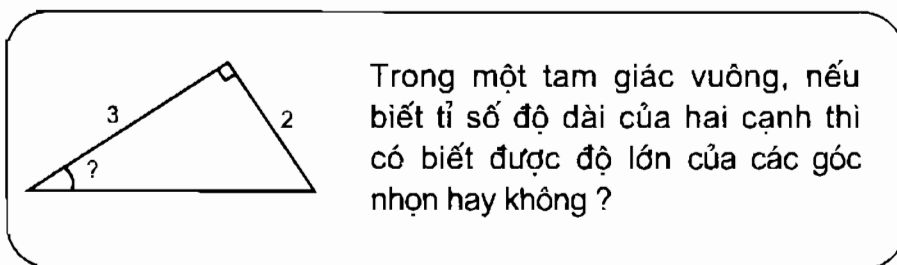 Trong một tam giác vuông, nếu
biết tỉ số độ dài của hai cạnh thì
có biết được độ lớn của các góc
nhọn hay không ?
3
2
?